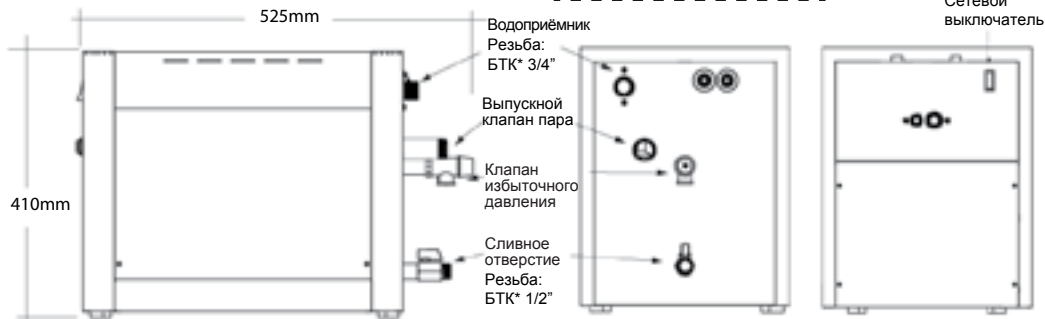 525mm
Водоприёмник
Резьба:
БТК* 3/4”
Сетевой
выключатель
Выпускной
клапан пара
Клапан
избыточного
давления
410mm
Сливное
отверстие
Резьба:
БТК* 1/2”